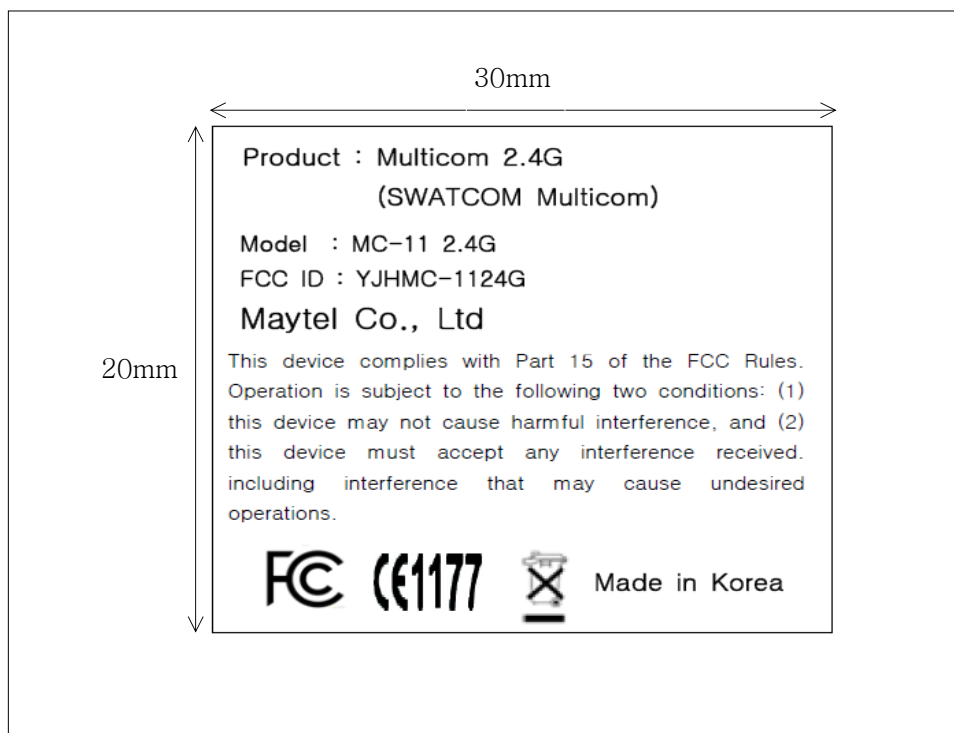 30mm
Product : Multicom 2.4G
(SWATCOM Multicom)
Model : MC-11 2.4G
FCC ID : YJHMC-1124G
Maytel Co., Ltd
20mm
This device complies with Part 15 of the FCC Rules.
Operation is subject to the following two conditions: (1)
this device may not cause harmful interference, and (2)
this device must accept any interference received.
including interference that may cause undesired
operations.
FC CE1177 Made in Korea